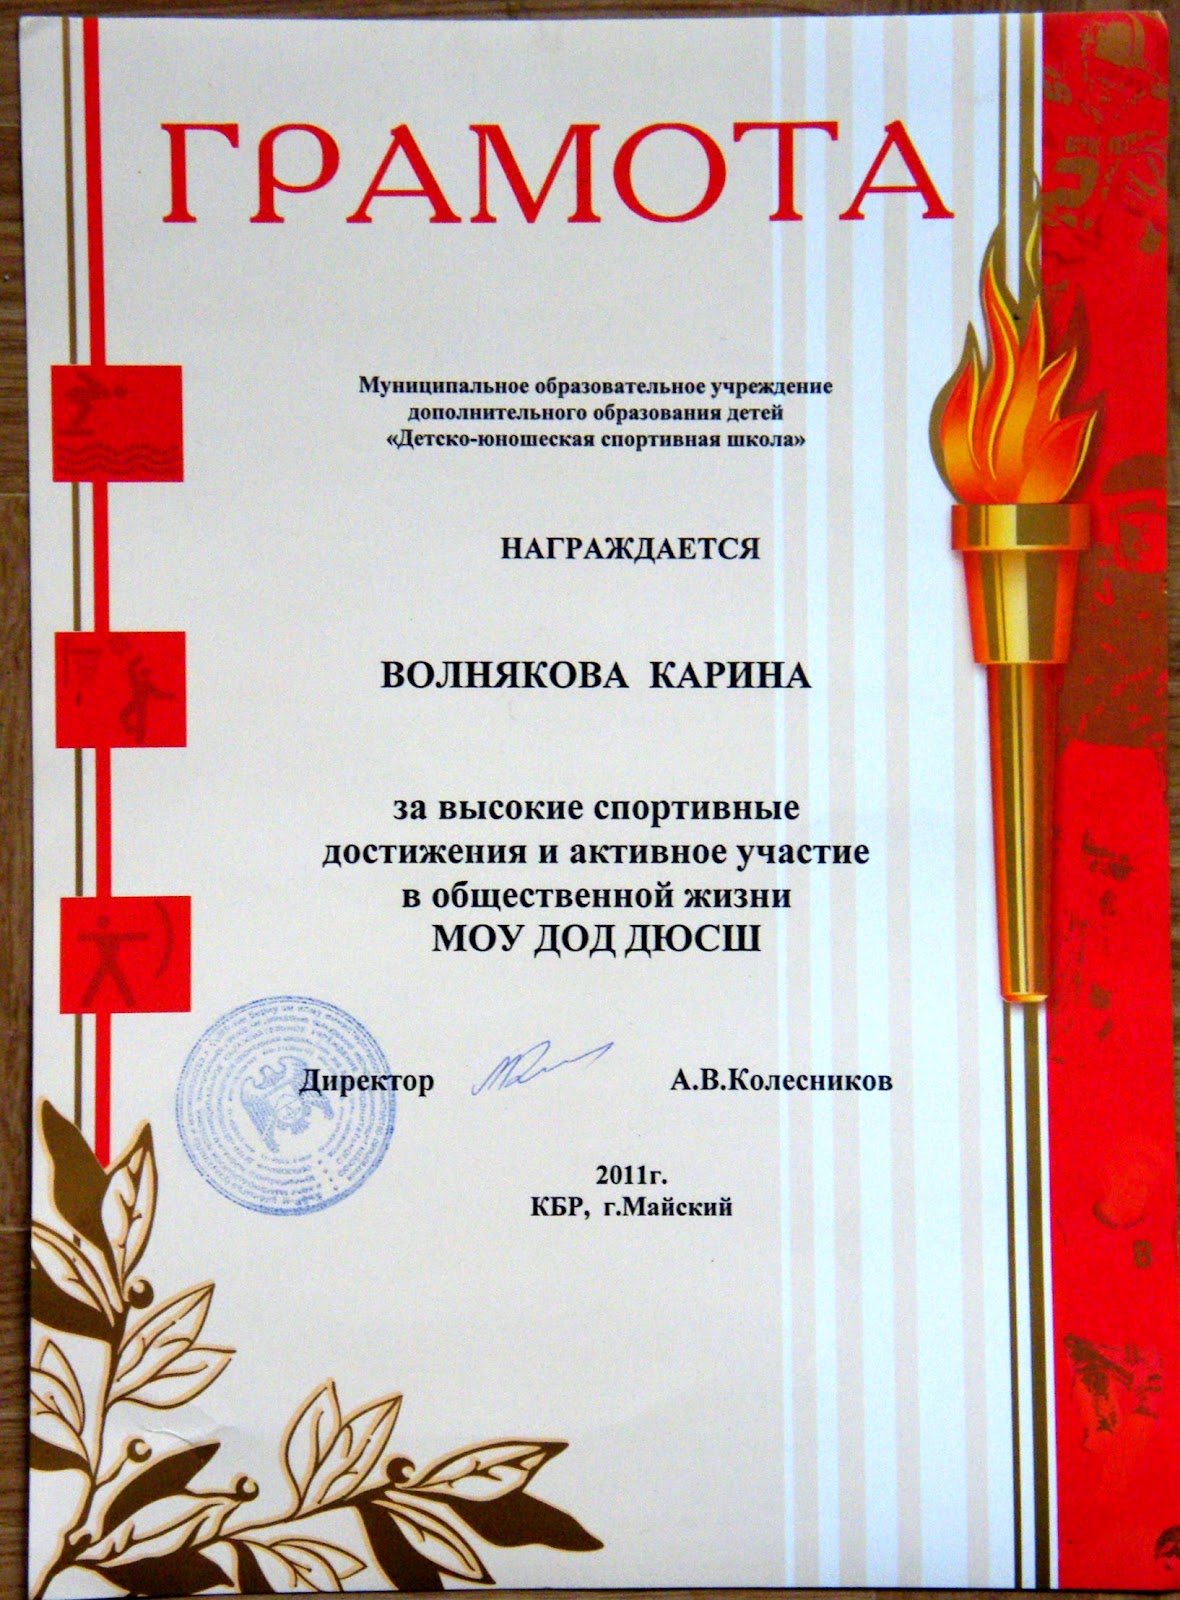 ГРАМОТА
Муниципальное образовательное учреждение
дополнительного образования детей
«Детско-юношеская спортивная школа»
НАГРАЖДАЕТСЯ
ВОЛНЯКОВА КАРИНА
за высокие спортивные
достижения и активное участие
в общественной жизни
МОУ ДОД ДЮСШ
Директор А.В.Колесников
2011г.
КБР, г.Майский